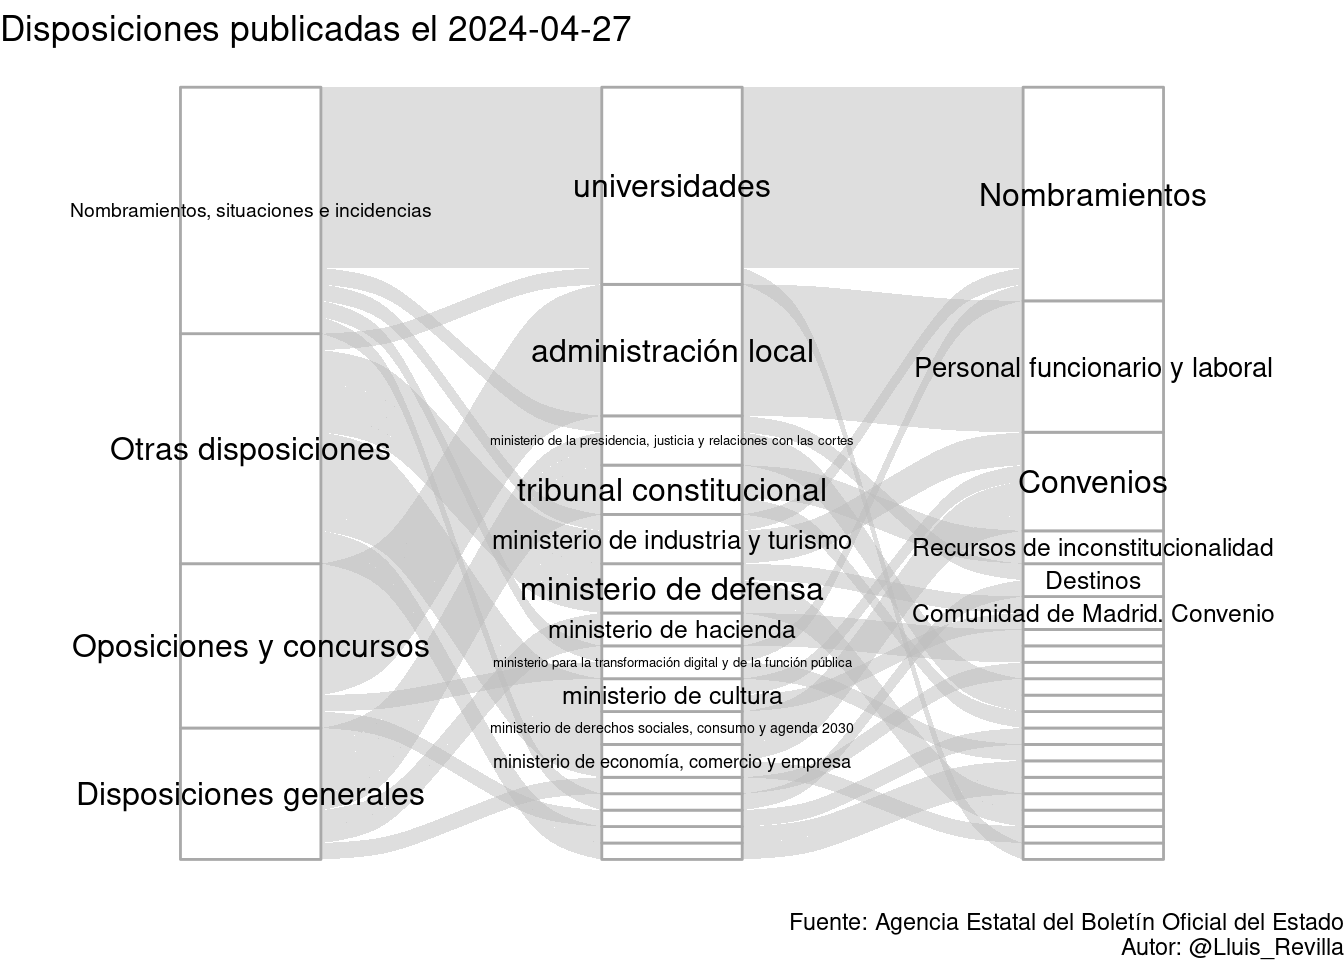 Disposiciones publicadas el 2024-04-27
Nombramientos, situaciones e incidencias
Otras disposiciones
Oposiciones y concursos
Disposiciones generales
universidades
administración local
ministerio de la presidencia, justicia y relaciones con las cortes
tribunal constitucional
ministerio de industria y turismo
ministerio de defensa
ministerio de hacienda
ministerio para la transformación digital y de la función pública
ministerio de cultura
ministerio de derechos sociales, consumo y agenda 2030
ministerio de economía, comercio y empresa
Nombramientos
Personal funcionario y laboral
Convenios
Recursos de inconstitucionalidad
Destinos
Comunidad de Madrid. Convenio
Fuente: Agencia Estatal del Boletín Oficial del Estado
Autor: @Lluis_Revilla